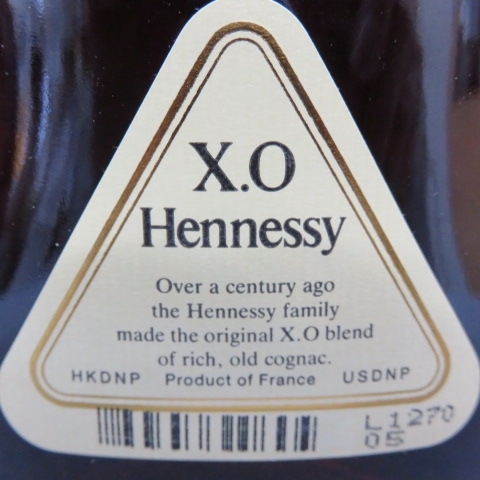 X.O
Hennessy
Over a century ago
the Hennessy family
made the original X.O blend
of rich, old cognac.
HKDNP Product of France USDNP
L1270
05